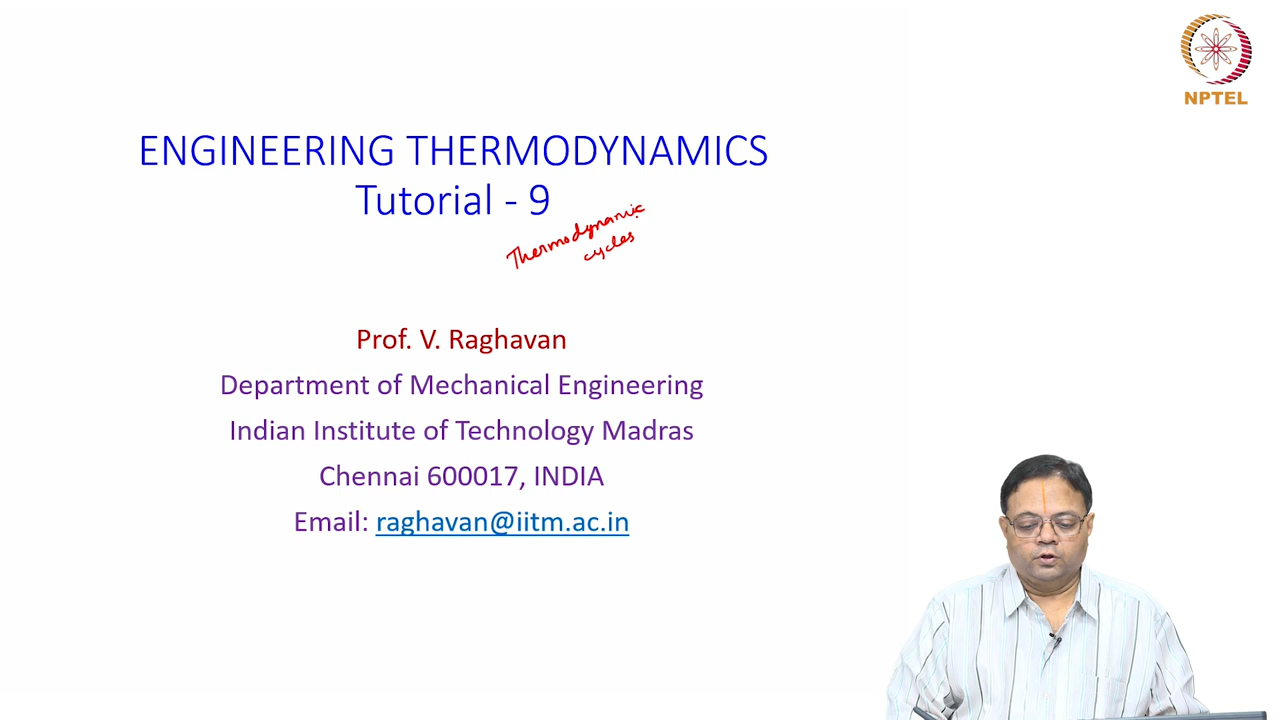 NPTEL
ENGINEERING THERMODYNAMICS
Tutorial - 9
Thermodynamic
cycles
Prof. V. Raghavan
Department of Mechanical Engineering
Indian Institute of Technology Madras
Chennai 600017, INDIA
Email: raghavan@iitm.ac.in